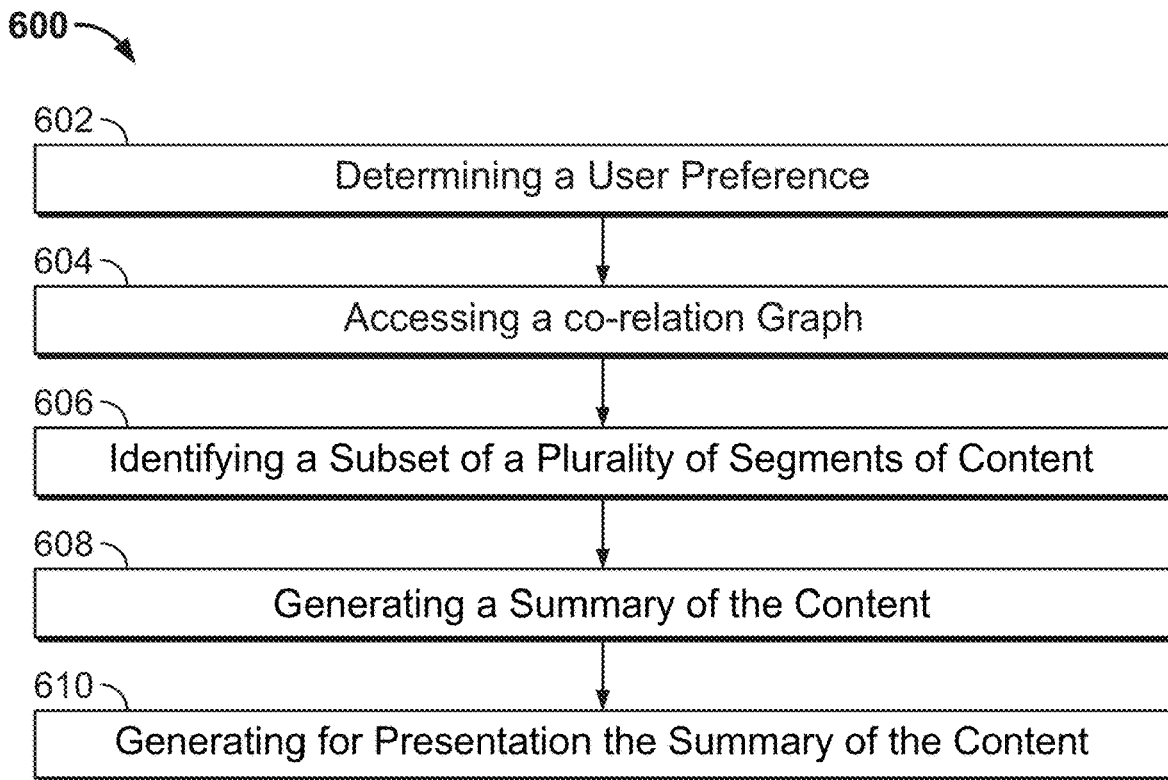 600
602
Determining a User Preference
604
Accessing a co-relation Graph
606
Identifying a Subset of a Plurality of Segments of Content
608
Generating a Summary of the Content
610
Generating for Presentation the Summary of the Content